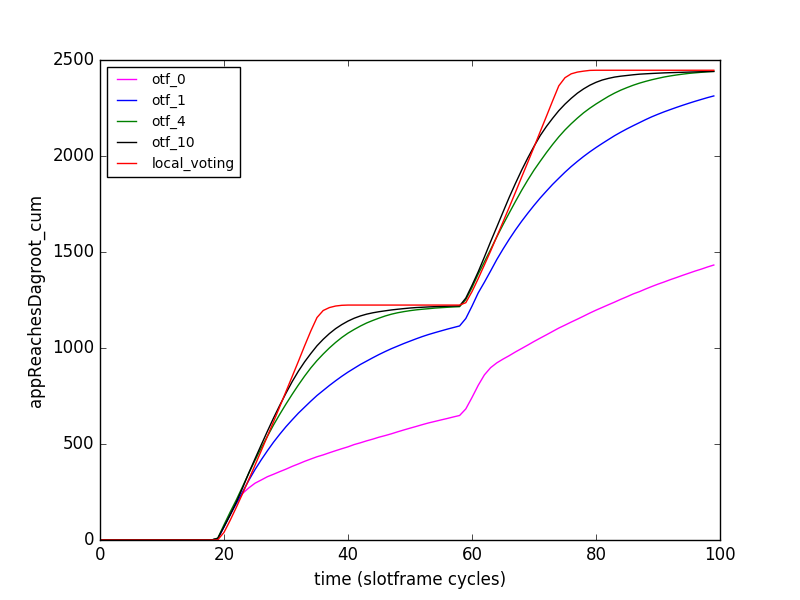 2500
2000
1500
1000
500
0
appReachesDagroot_cum
otf_0
otf_1
otf_4
otf_10
local_voting
0 20 40 60 80 100
time (slotframe cycles)